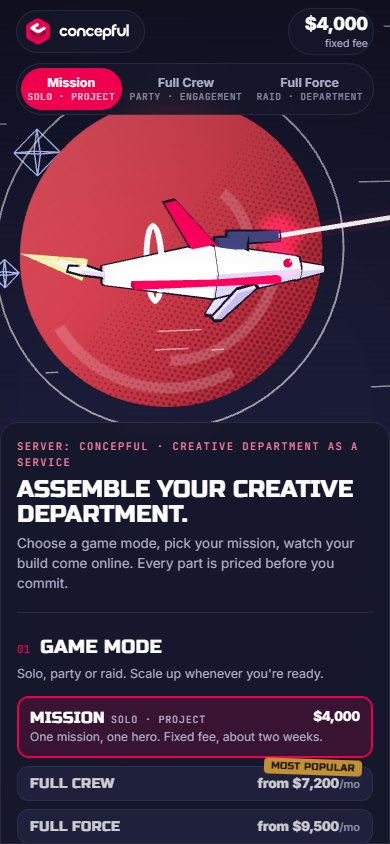 concepful
$4,000
fixed fee
Mission
SOLO · PROJECT
Full Crew
PARTY · ENGAGEMENT
Full Force
RAID · DEPARTMENT
SERVER: CONCEPFUL · CREATIVE DEPARTMENT AS A
SERVICE
ASSEMBLE YOUR CREATIVE
DEPARTMENT.
Choose a game mode, pick your mission, watch your
build come online. Every part is priced before you
commit.
01 GAME MODE
Solo, party or raid. Scale up whenever you're ready.
MISSION SOLO · PROJECT $4,000
One mission, one hero. Fixed fee, about two weeks.
MOST POPULAR
FULL CREW from $7,200/mo
FULL FORCE from $9,500/mo